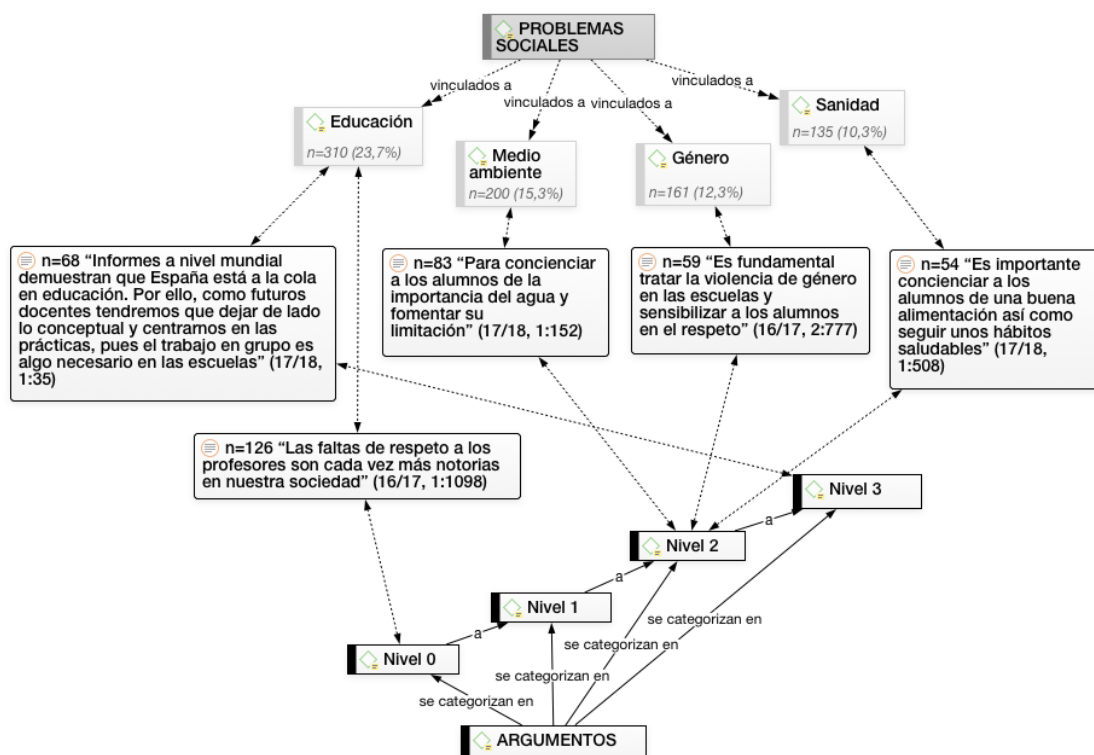 PROBLEMAS
SOCIALES
vinculados a
vinculados a
vinculados a
vinculados a
Educación
n=310 (23,7%)
Medio
ambiente
n=200 (15,3%)
Género
n=161 (12,3%)
Sanidad
n=135 (10,3%)
n=68 “Informes a nivel mundial
demuestran que España está a la cola
en educación. Por ello, como futuros
docentes tendremos que dejar de lado
lo conceptual y centrarnos en las
prácticas, pues el trabajo en grupo es
algo necesario en las escuelas” (17/18,
1:35)
n=83 “Para concienciar
a los alumnos de la
importancia del agua y
fomentar su
limitación” (17/18, 1:152)
n=59 “Es fundamental
tratar la violencia de género
en las escuelas y
sensibilizar a los alumnos
en el respeto” (16/17, 2:777)
n=54 “Es importante
concienciar a los
alumnos de una buena
alimentación así como
seguir unos hábitos
saludables” (17/18,
1:508)
n=126 “Las faltas de respeto a los
profesores son cada vez más notorias
en nuestra sociedad” (16/17, 1:1098)
Nivel 3
a
Nivel 2
a
Nivel 1
a
Nivel 0
se categorizan en
se categorizan en
se categorizan en
se categorizan en
ARGUMENTOS